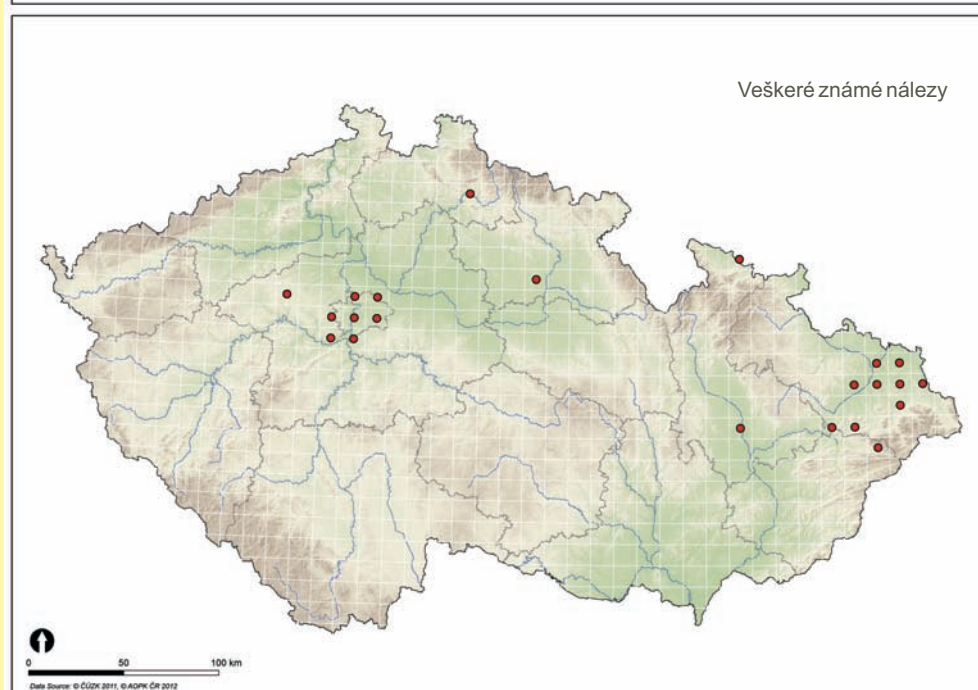 Veškeré známé nálezy
0 50 100 km
Data Source: © ČÚZK 2011, © AOPK ČR 2012